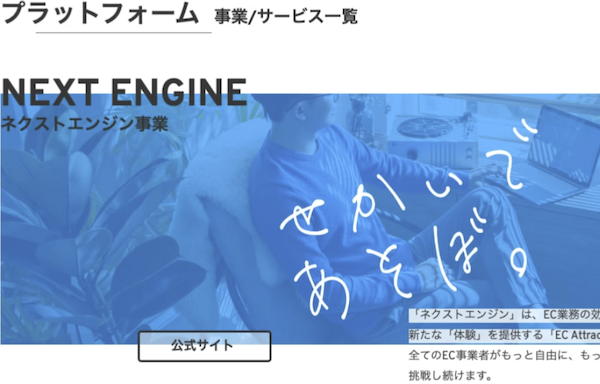 プラットフォーム 事業/サービス一覧
NEXT ENGINE
ネクストエンジン事業
せかいで
あそぼ。
「ネクストエンジン」は、EC業務の効
新たな「体験」を提供する「EC Attrac
全てのEC事業者がもっと自由に、もっ
挑戦し続けます。
公式サイト